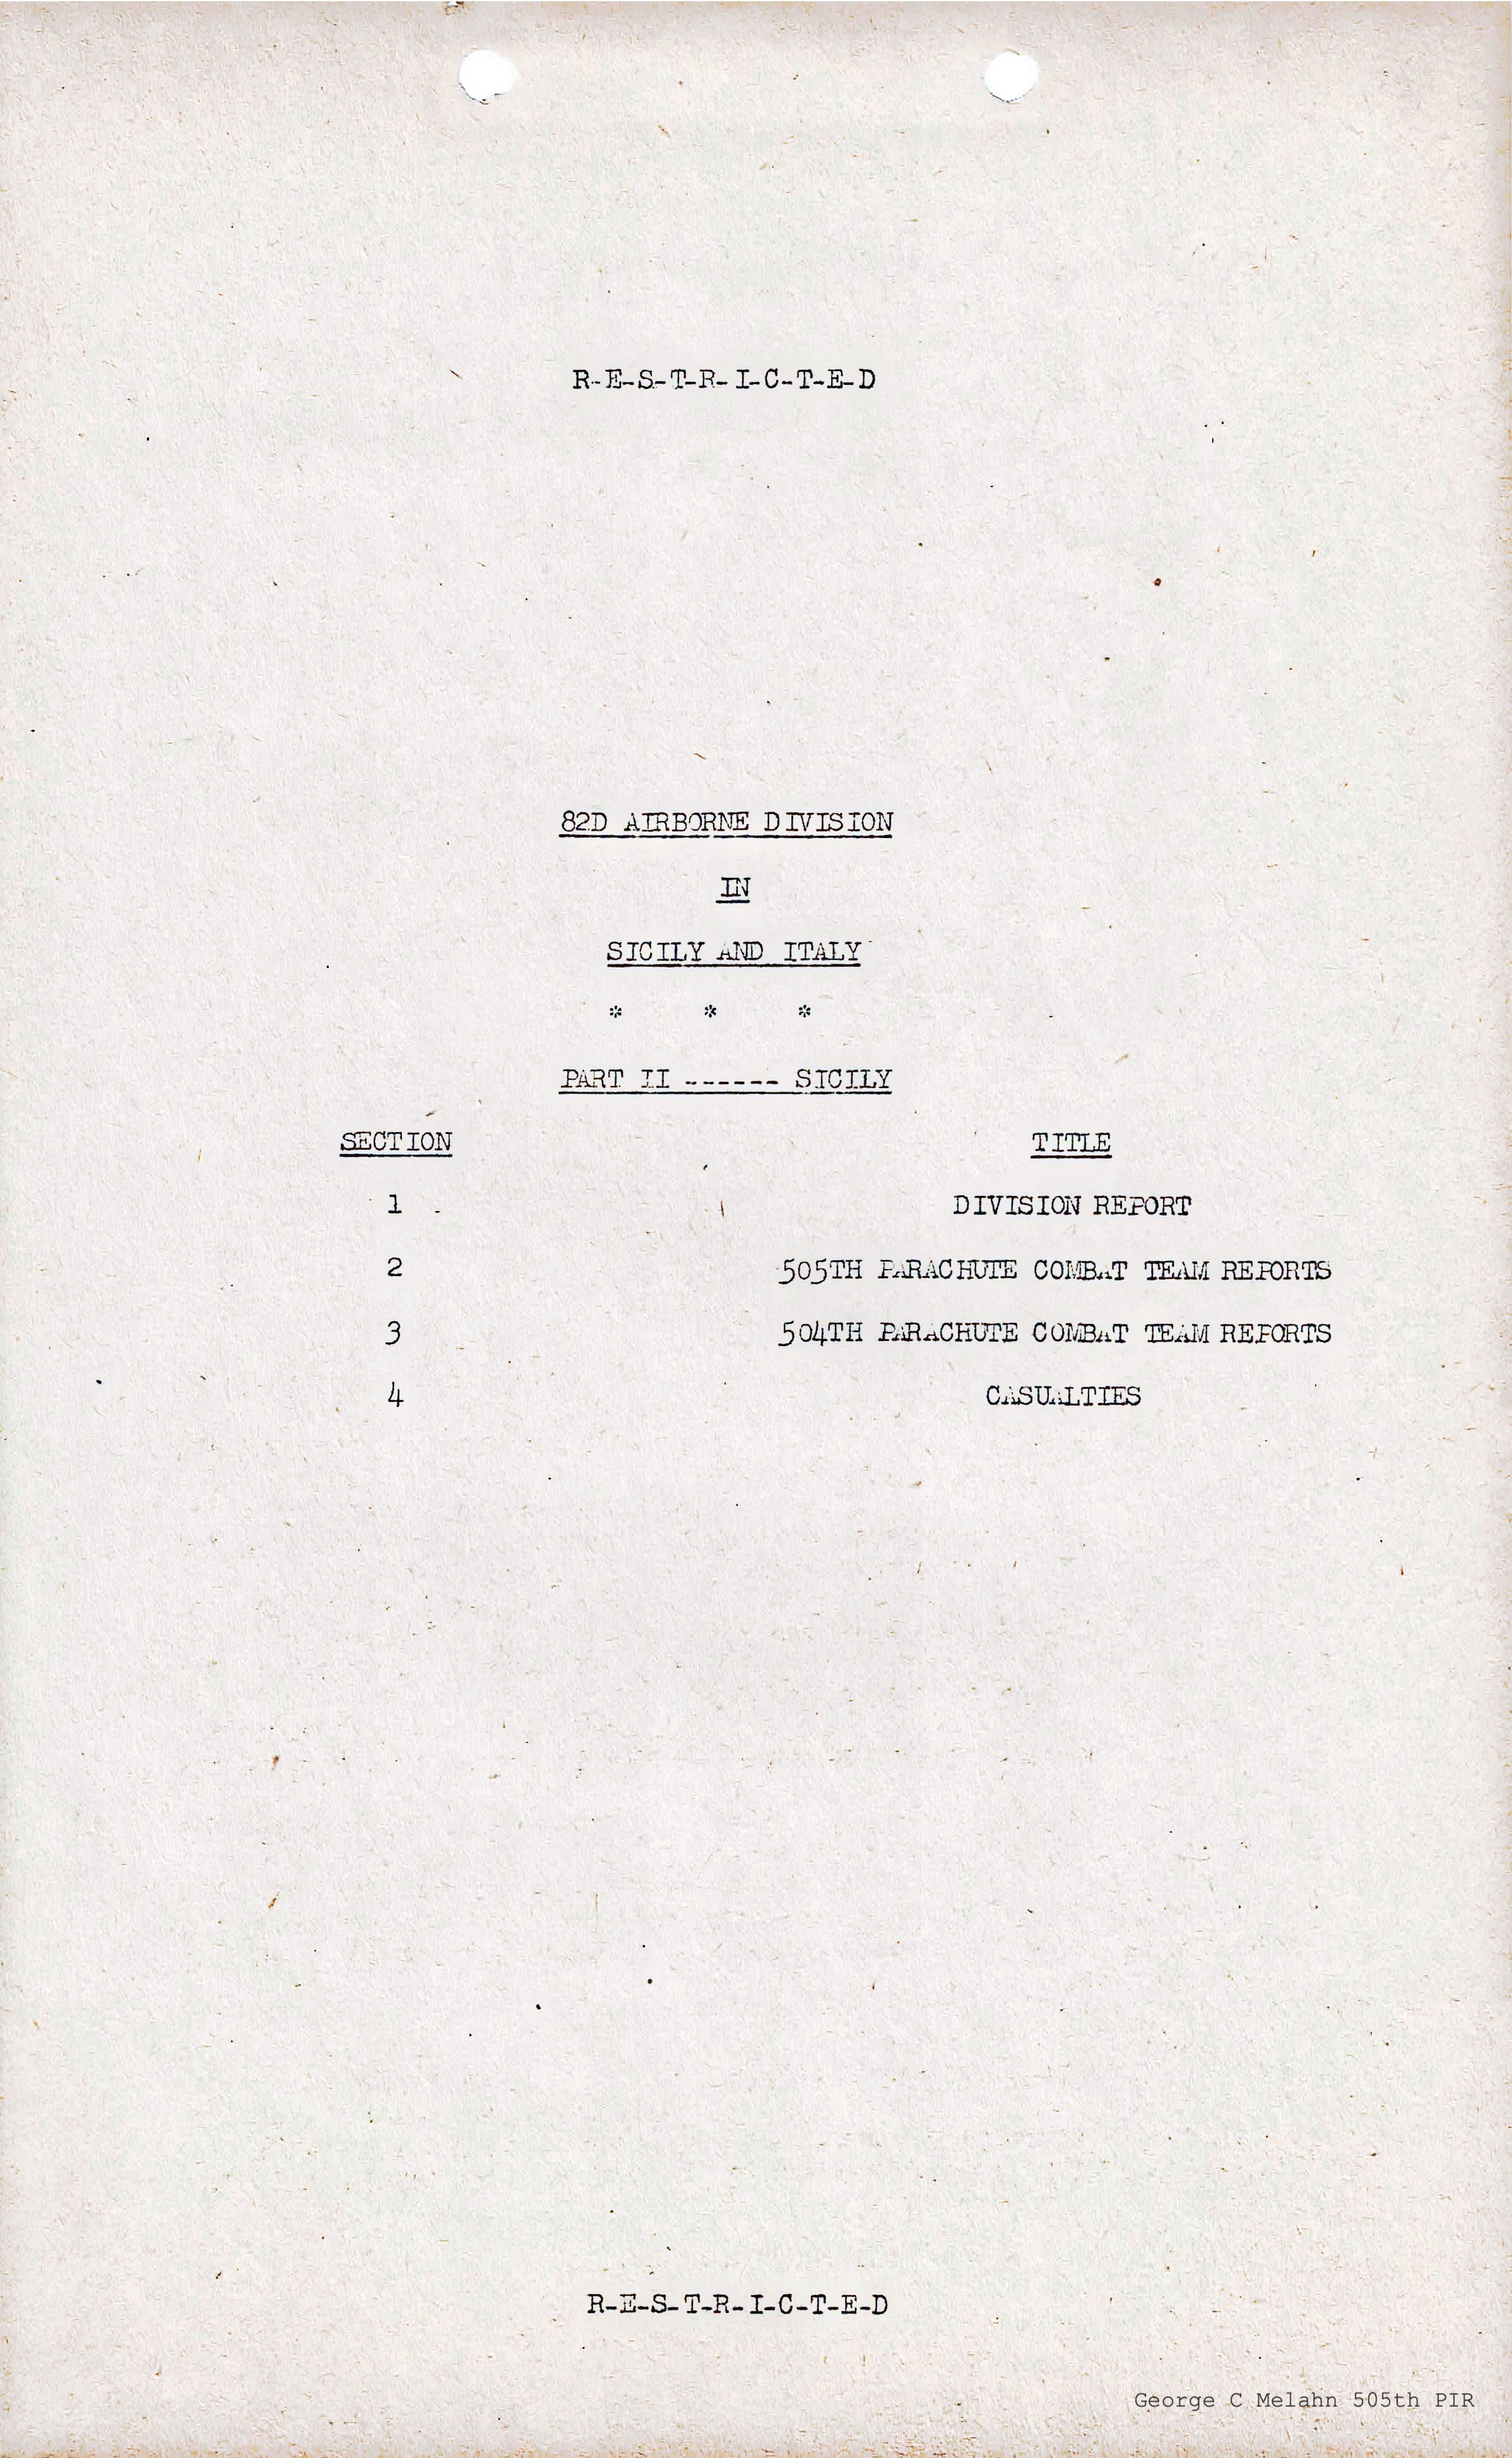 R-E-S-T-R-I-C-T-E-D
82D AIRBORNE DIVISION
IN
SICILY AND ITALY
* * *
PART II ------ SICILY
SECTION TITLE
1 DIVISION REPORT
2 505TH PARACHUTE COMBAT TEAM REPORTS
3 504TH PARACHUTE COMBAT TEAM REPORTS
4 CASUALTIES
R-E-S-T-R-I-C-T-E-D
George C Melahn 505th PIR